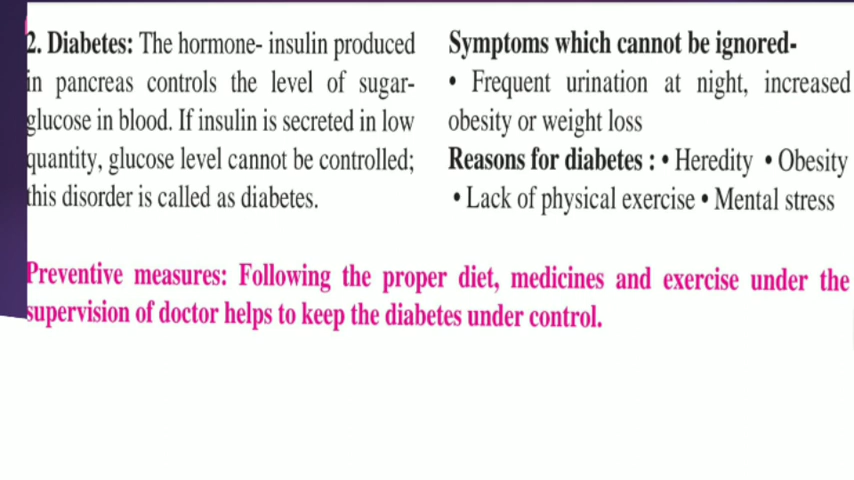 2. Diabetes: The hormone- insulin produced
in pancreas controls the level of sugar-
glucose in blood. If insulin is secreted in low
quantity, glucose level cannot be controlled;
this disorder is called as diabetes.
Symptoms which cannot be ignored-
• Frequent urination at night, increased
obesity or weight loss
Reasons for diabetes : • Heredity • Obesity
• Lack of physical exercise • Mental stress
Preventive measures: Following the proper diet, medicines and exercise under the
supervision of doctor helps to keep the diabetes under control.